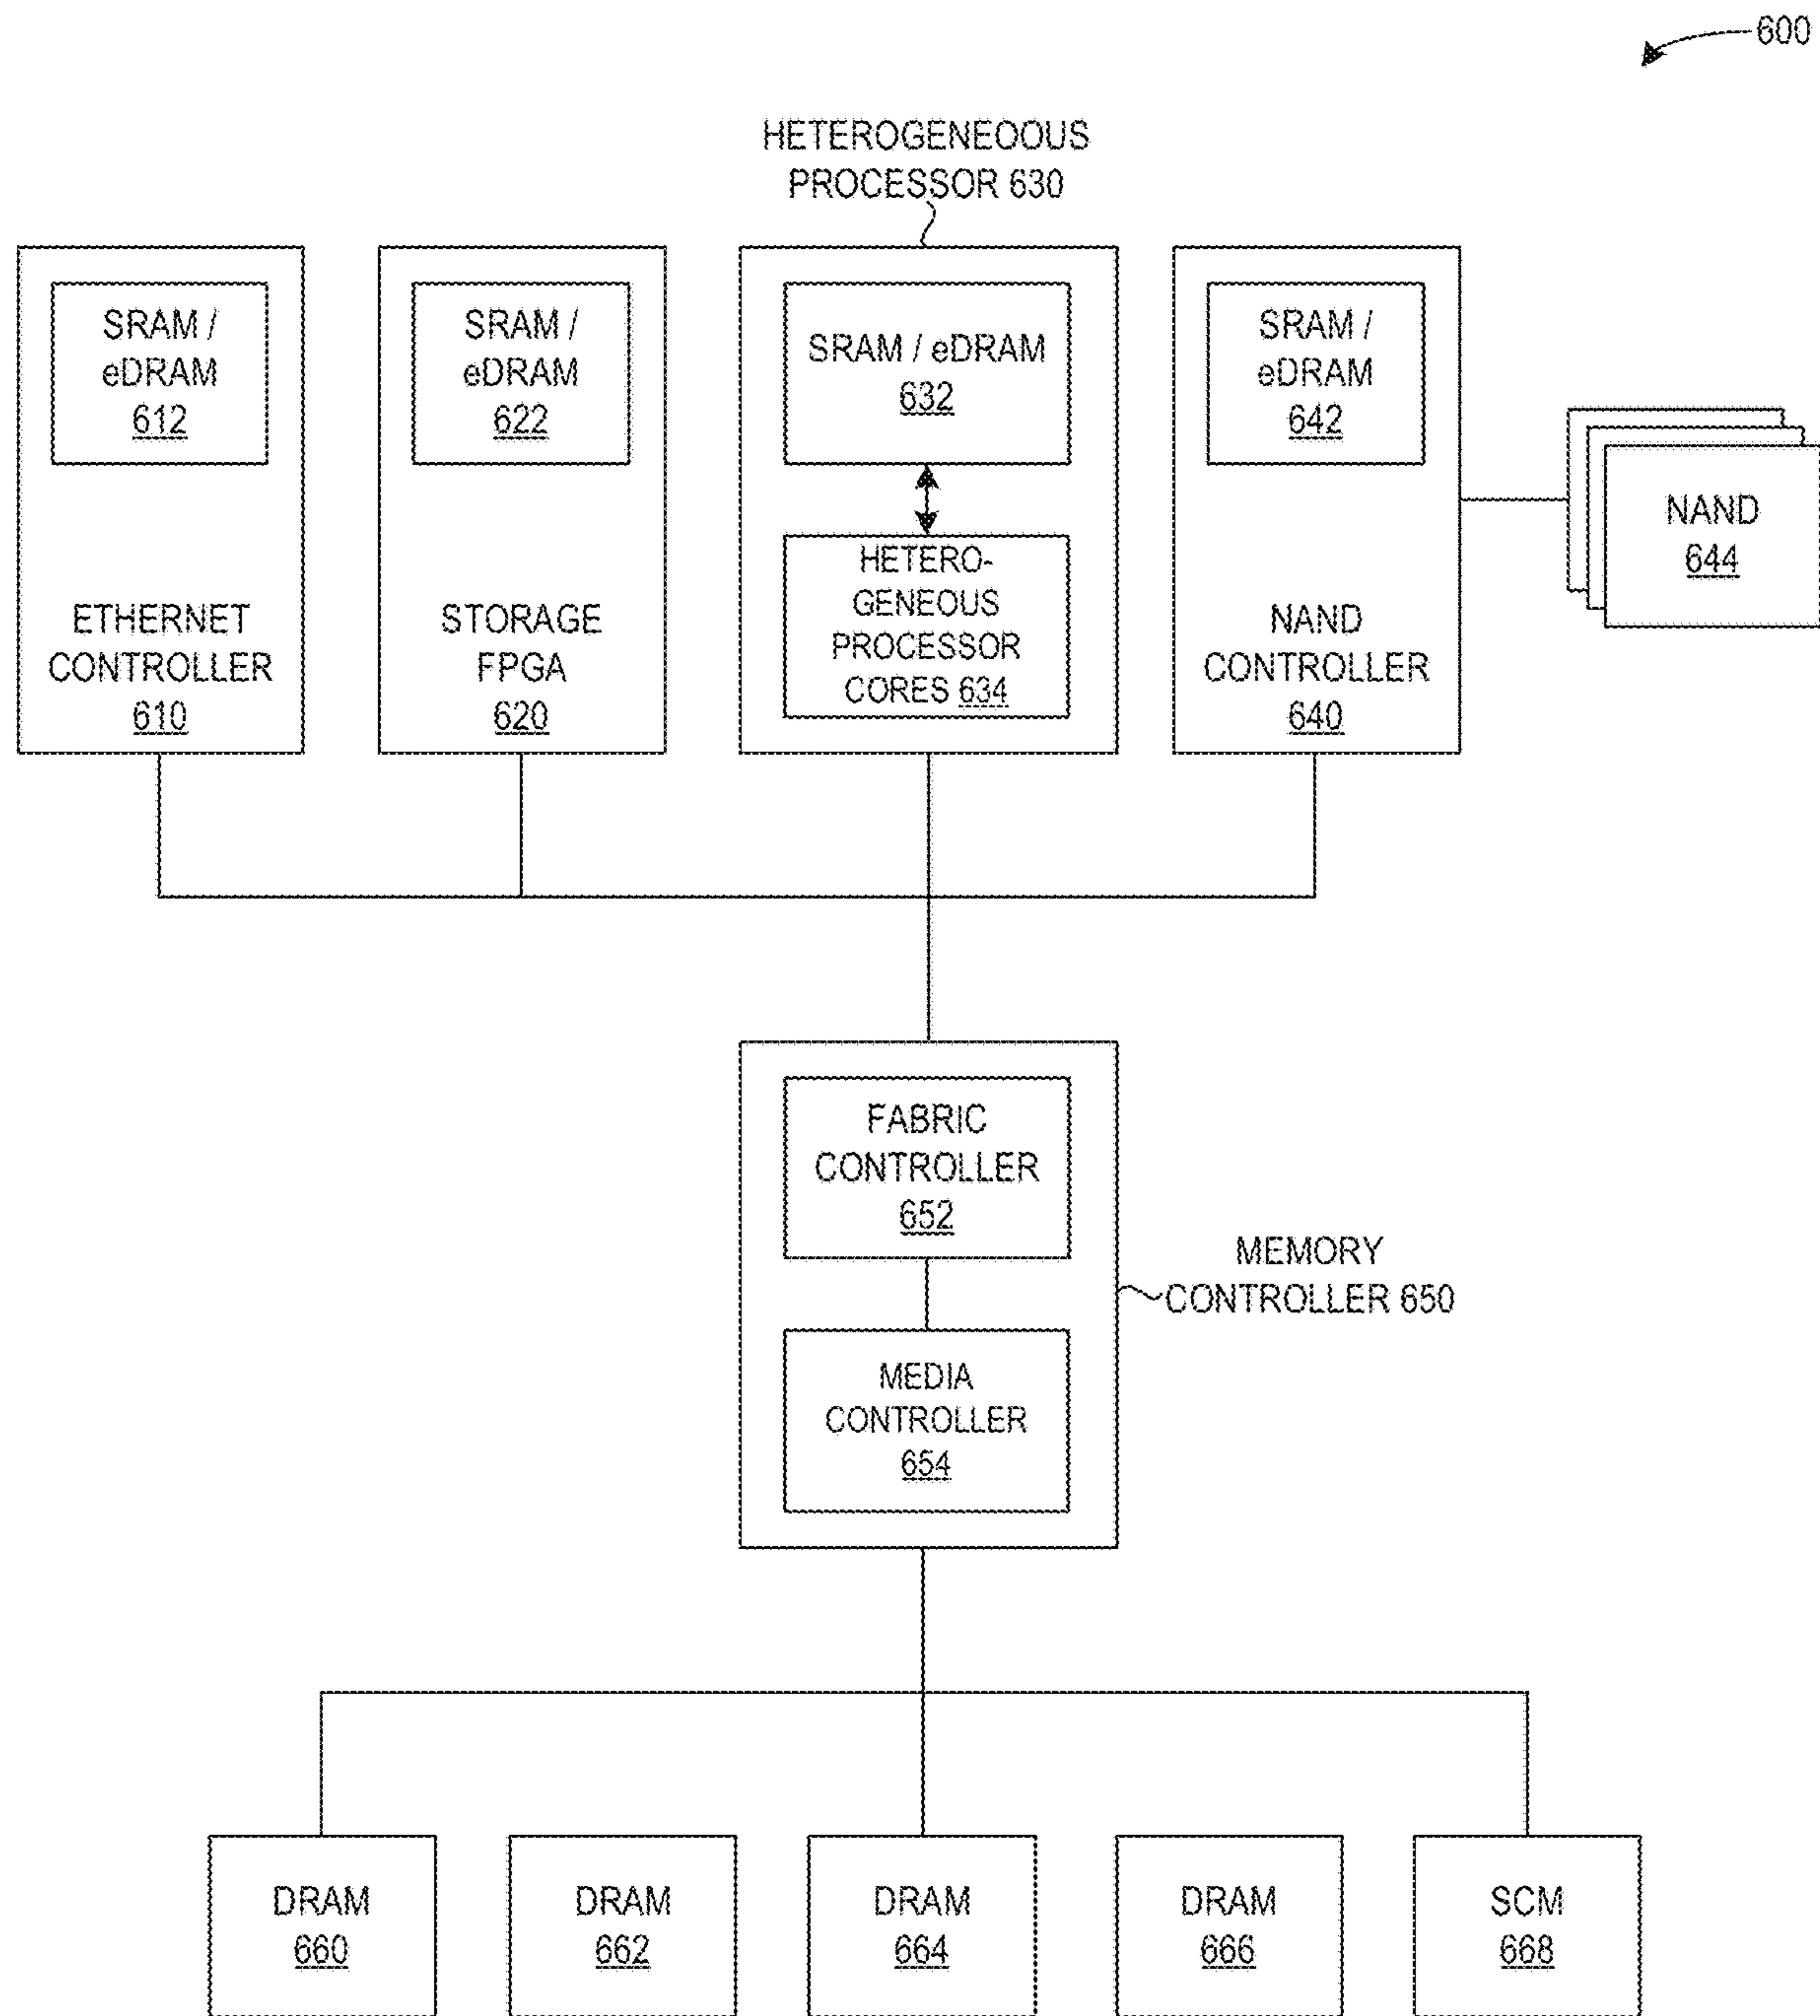 600
HETEROGENEOOUS
PROCESSOR 630
SRAM /
eDRAM
612
ETHERNET
CONTROLLER
610
SRAM /
eDRAM
622
STORAGE
FPGA
620
SRAM / eDRAM
632
HETERO-
GENEOUS
PROCESSOR
CORES 634
SRAM /
eDRAM
642
NAND
CONTROLLER
640
NAND
644
FABRIC
CONTROLLER
652
MEDIA
CONTROLLER
654
MEMORY
CONTROLLER 650
DRAM
660
DRAM
662
DRAM
664
DRAM
666
SCM
668